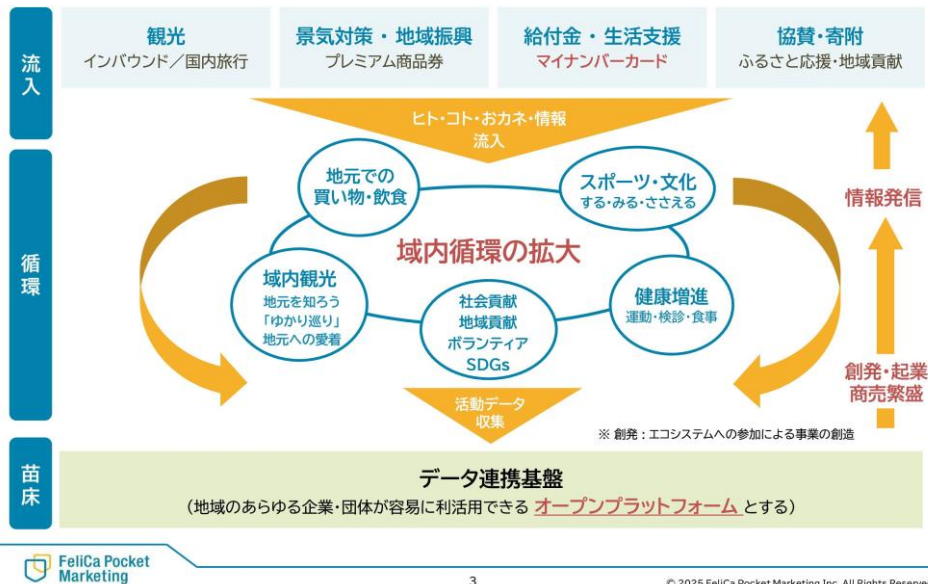 流入
観光
インバウンド／国内旅行
景気対策・地域振興
プレミアム商品券
給付金・生活支援
マイナンバーカード
協賛・寄附
ふるさと応援・地域貢献
ヒト・コト・おカネ・情報
流入
循環
地元での
買い物・飲食
スポーツ・文化
する・みる・ささえる
域内循環の拡大
域内観光
地元を知ろう
「ゆかり巡り」
地元への愛着
社会貢献
地域貢献
ボランティア
SDGs
健康増進
運動・検診・食事
情報発信
創発・起業
商売繁盛
活動データ
収集
※ 創発：エコシステムへの参加による事業の創造
苗床
データ連携基盤
（地域のあらゆる企業・団体が容易に利活用できる オープンプラットフォーム とする）
FeliCa Pocket
Marketing
3
© 2025 FeliCa Pocket Marketing Inc. All Rights Reserved